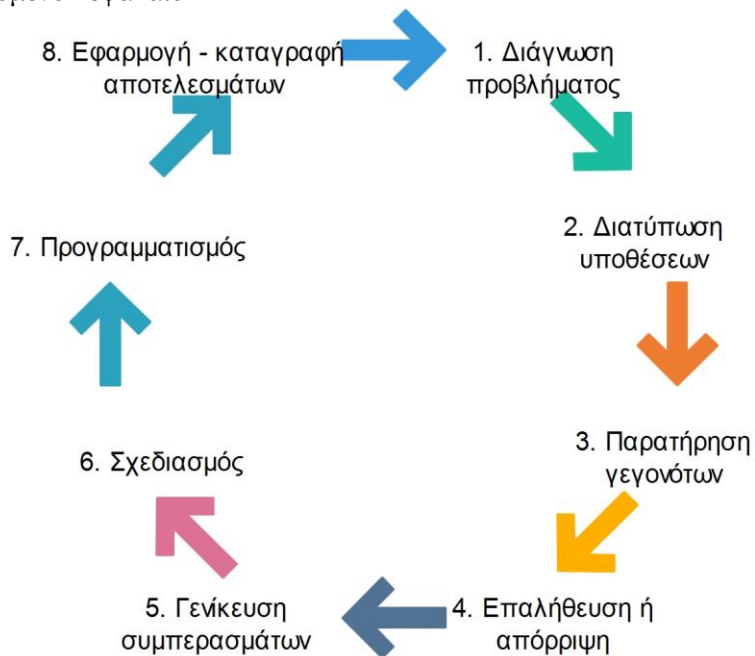 8. Εφαρμογή - καταγραφή
αποτελεσμάτων
1. Διάγνωση
προβλήματος
2. Διατύπωση
υποθέσεων
3. Παρατήρηση
γεγονότων
4. Επαλήθευση ή
απόρριψη
5. Γενίκευση
συμπερασμάτων
6. Σχεδιασμός
7. Προγραμματισμός